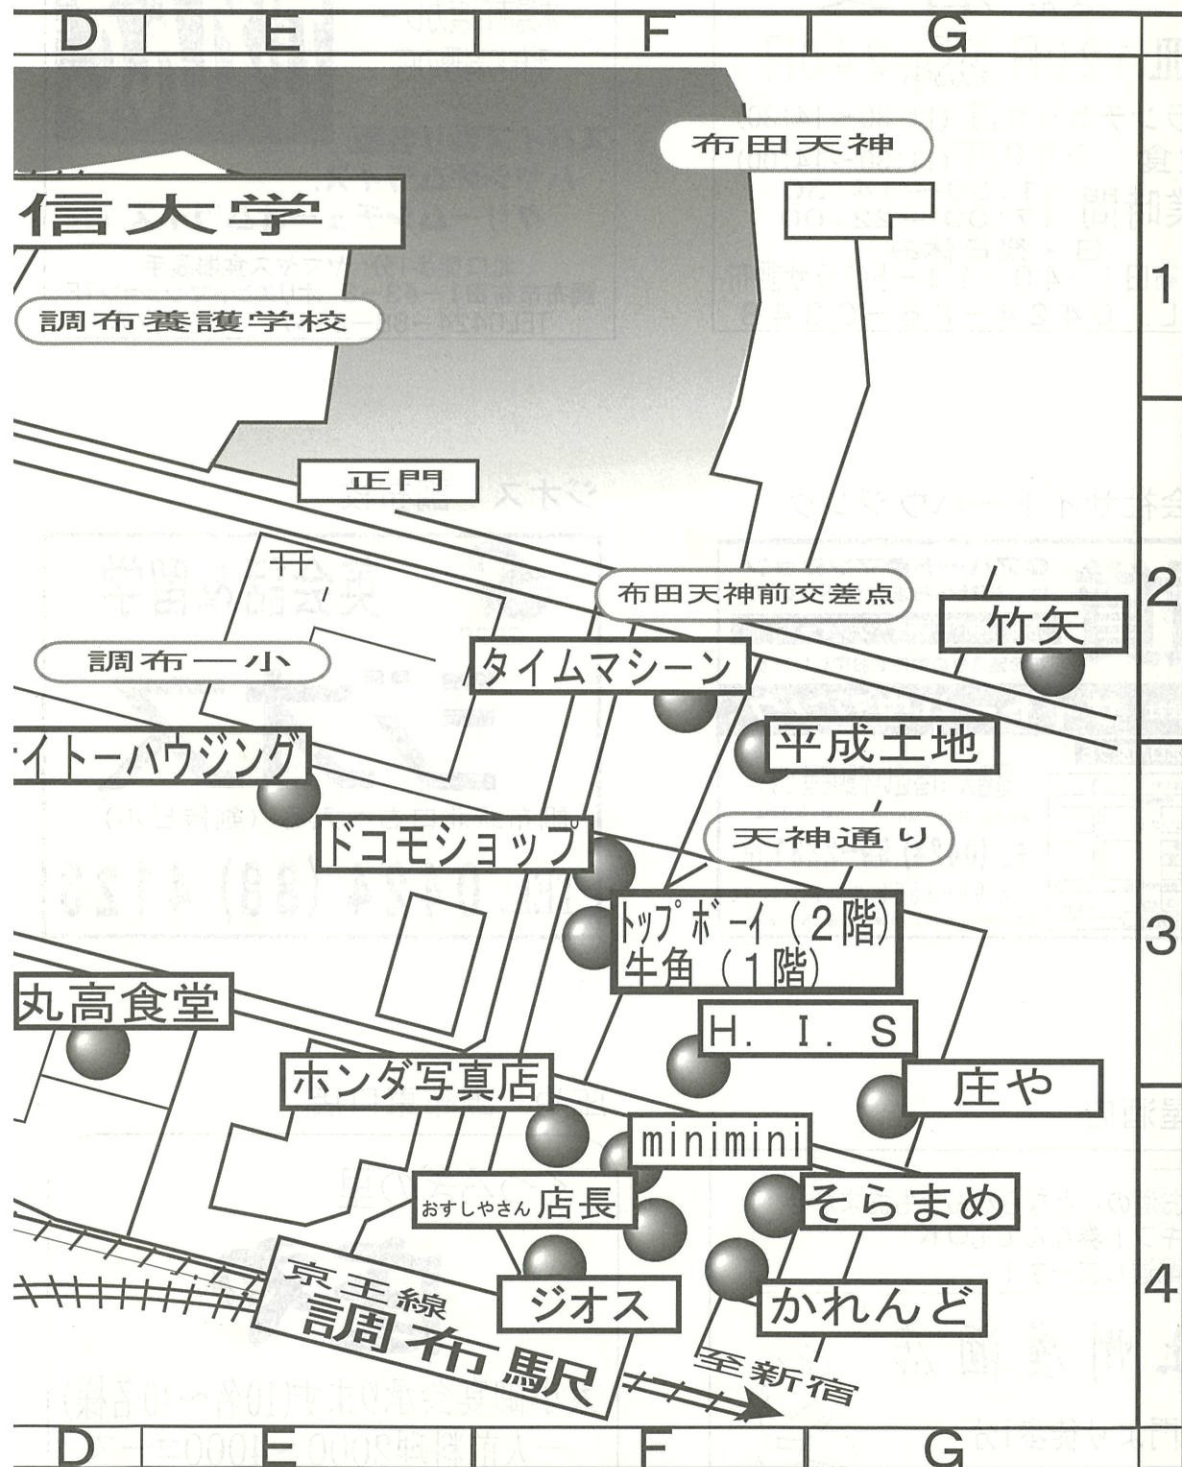 D E F G
布田天神
信大学
1
調布養護学校
正門
布田天神前交差点
2
竹矢
調布一小
タイムマシーン
平成土地
イトーハウジング
ドコモショップ
天神通り
トップボーイ（2階）
牛角（1階）
3
丸高食堂
H．I．S
ホンダ写真店
庄や
minimini
おすしやさん店長
そらまめ
ジオス
かれんど
4
京王線
調布駅
至新宿
D E F G